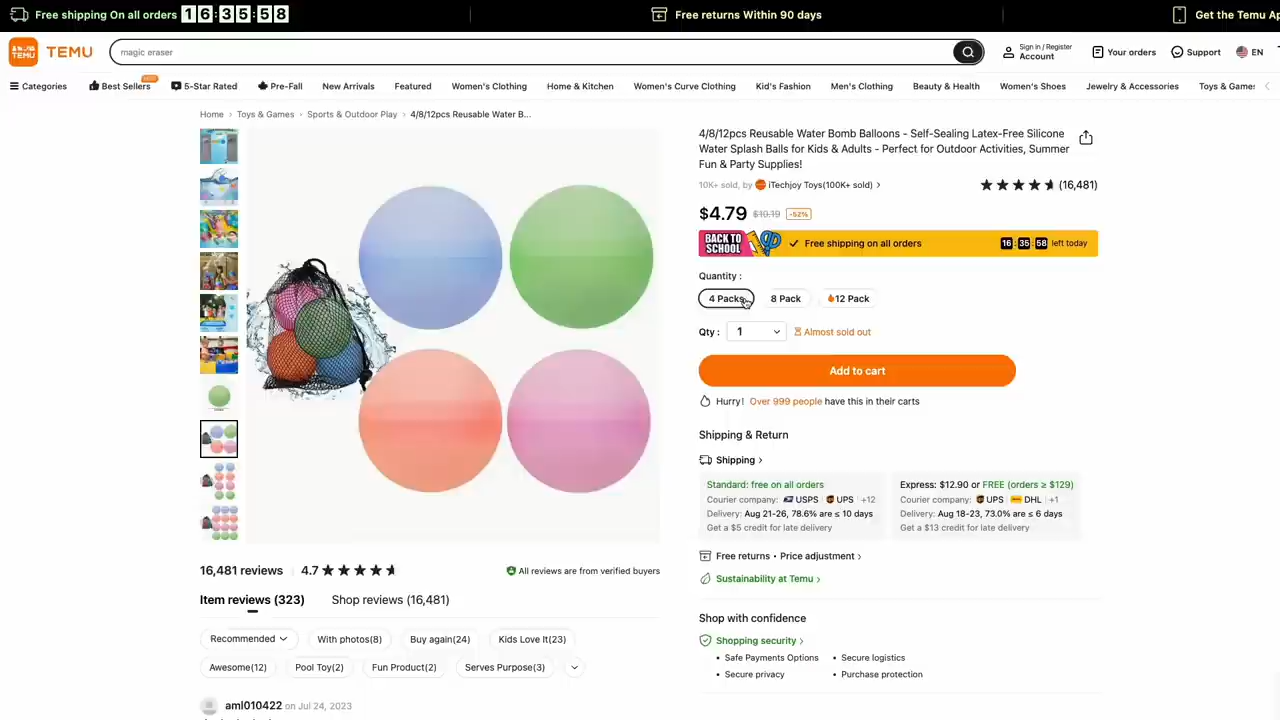 Free shipping On all orders 16:35:58
Free returns Within 90 days
Get the Temu Ap
TEMU TEMU
magic eraser
Sign in / Register
Account
Your orders
Support
EN
Categories
Best Sellers
5-Star Rated
Pre-Fall
New Arrivals
Featured
Women's Clothing
Home & Kitchen
Women's Curve Clothing
Kid's Fashion
Men's Clothing
Beauty & Health
Women's Shoes
Jewelry & Accessories
Toys & Games
Home > Toys & Games > Sports & Outdoor Play > 4/8/12pcs Reusable Water B...
4/8/12pcs Reusable Water Bomb Balloons - Self-Sealing Latex-Free Silicone
Water Splash Balls for Kids & Adults - Perfect for Outdoor Activities, Summer
Fun & Party Supplies!
10K+ sold, by iTechjoy Toys(100K+ sold) >
(16,481)
$4.79 $10.19 -52%
BACK TO
SCHOOL
Free shipping on all orders
16:35:58 left today
Quantity :
4 Packs
8 Pack
12 Pack
Qty : 1
Almost sold out
Add to cart
Hurry! Over 999 people have this in their carts
Shipping & Return
Shipping >
Standard: free on all orders
Courier company: USPS UPS +12
Delivery: Aug 21-26, 78.6% are ≤ 10 days
Get a $5 credit for late delivery
Express: $12.90 or FREE (orders ≥ $129)
Courier company: UPS DHL +1
Delivery: Aug 18-23, 73.0% are ≤ 6 days
Get a $13 credit for late delivery
Free returns • Price adjustment >
Sustainability at Temu >
Shop with confidence
Shopping security >
• Safe Payments Options
• Secure logistics
• Secure privacy
• Purchase protection
16,481 reviews
4.7
All reviews are from verified buyers
Item reviews (323)
Shop reviews (16,481)
Recommended
With photos(8)
Buy again(24)
Kids Love It(23)
Awesome(12)
Pool Toy(2)
Fun Product(2)
Serves Purpose(3)
aml010422 on Jul 24, 2023